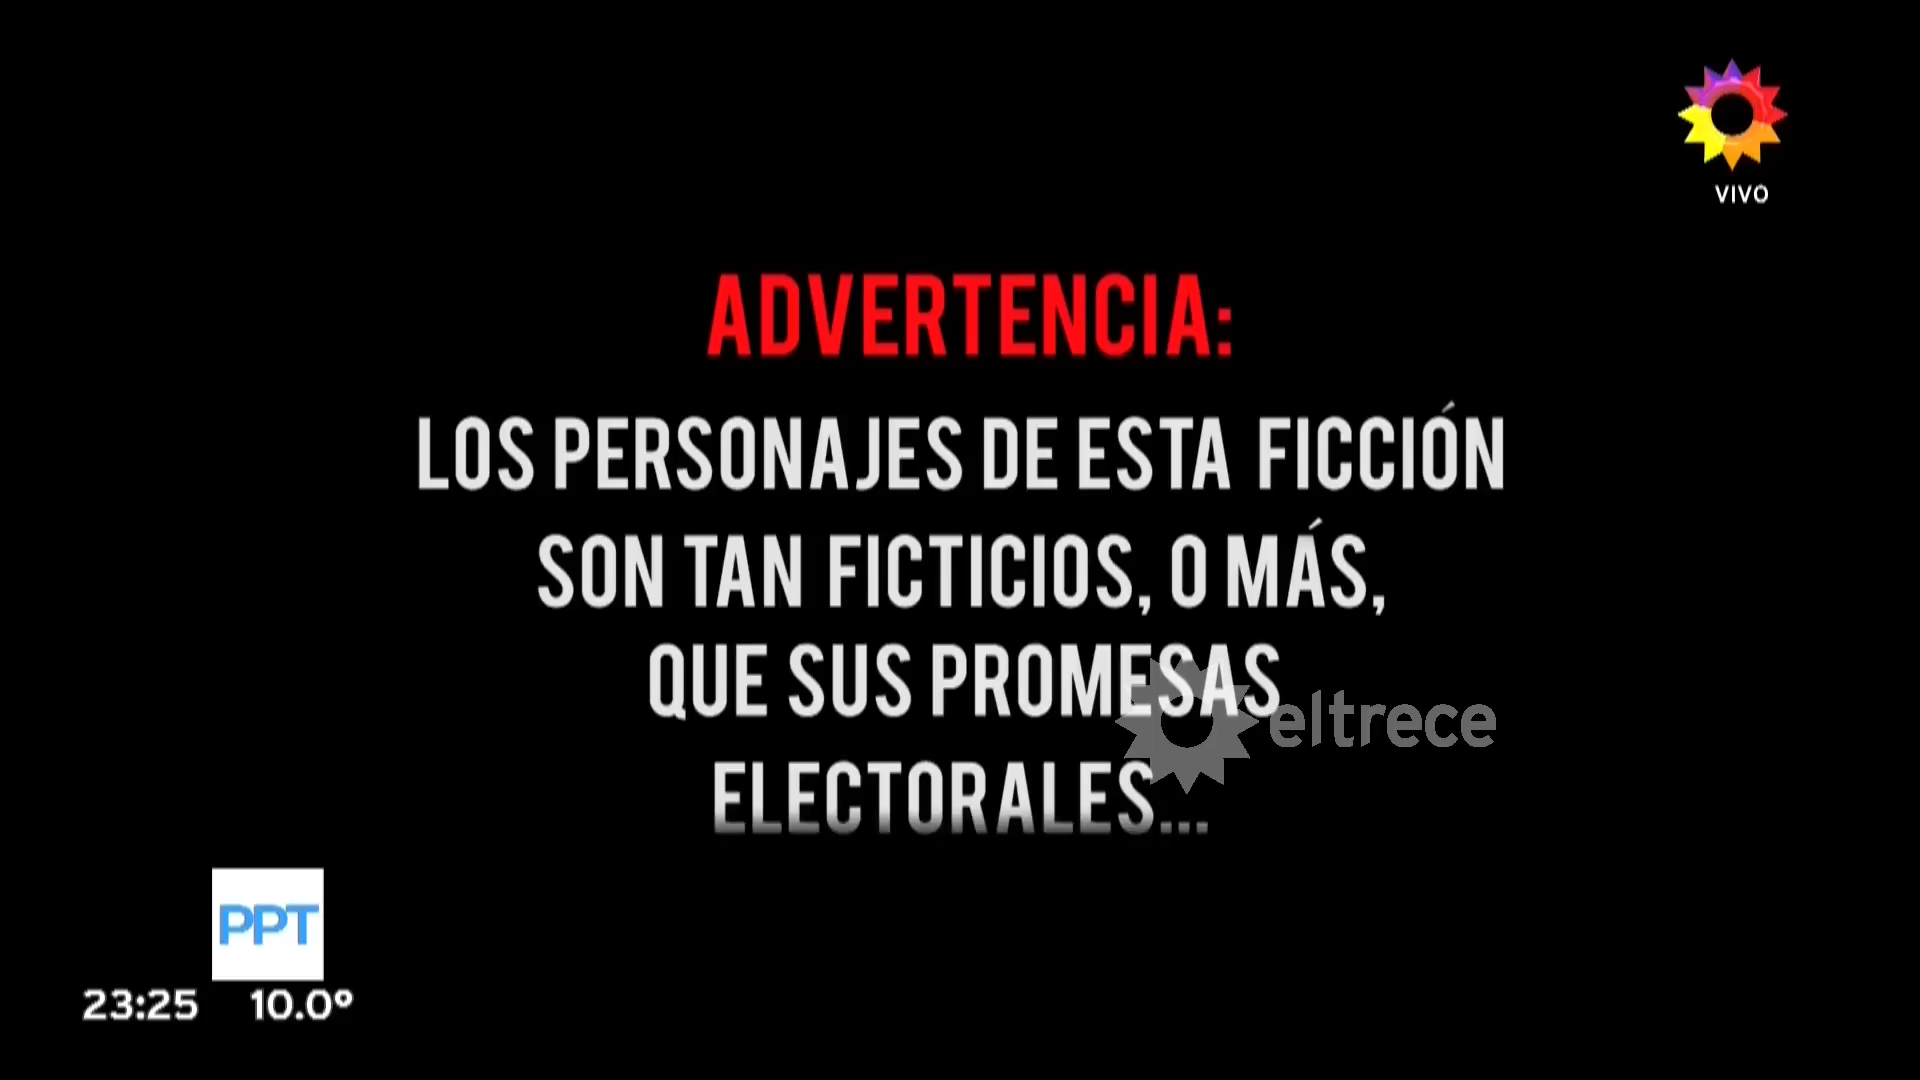 VIVO
ADVERTENCIA:
LOS PERSONAJES DE ESTA FICCIÓN
SON TAN FICTICIOS, O MÁS,
QUE SUS PROMESAS
eltrece
ELECTORALES...
PPT
23:25 10.0°